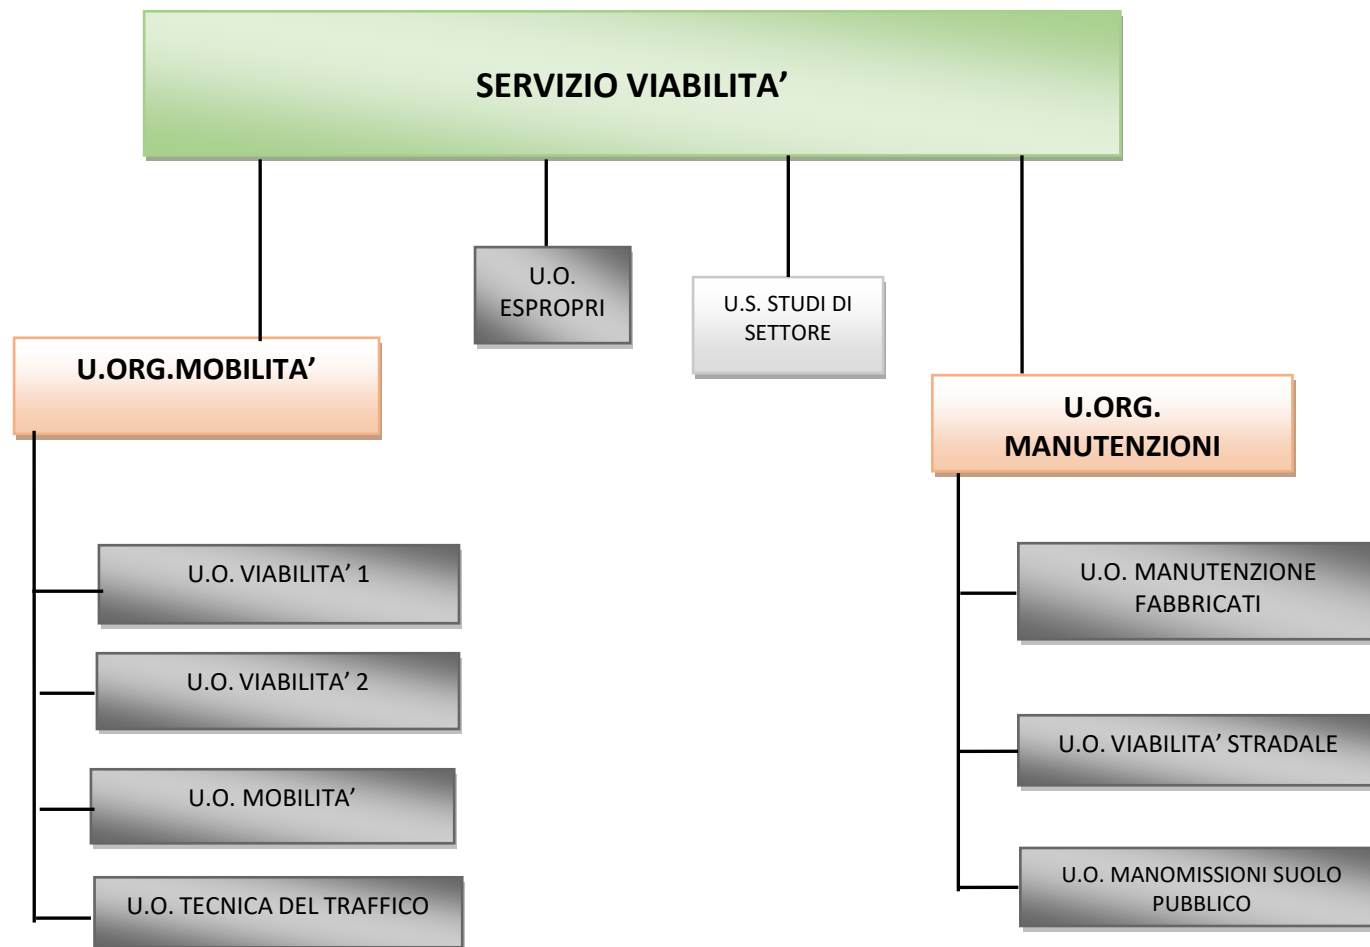 SERVIZIO VIABILITA’
U.O.
ESPROPRI
U.S. STUDI DI
SETTORE
U.ORG.MOBILITA’
U.ORG.
MANUTENZIONI
U.O. VIABILITA’ 1
U.O. VIABILITA’ 2
U.O. MOBILITA’
U.O. TECNICA DEL TRAFFICO
U.O. MANUTENZIONE
FABBRICATI
U.O. VIABILITA’ STRADALE
U.O. MANOMISSIONI SUOLO
PUBBLICO